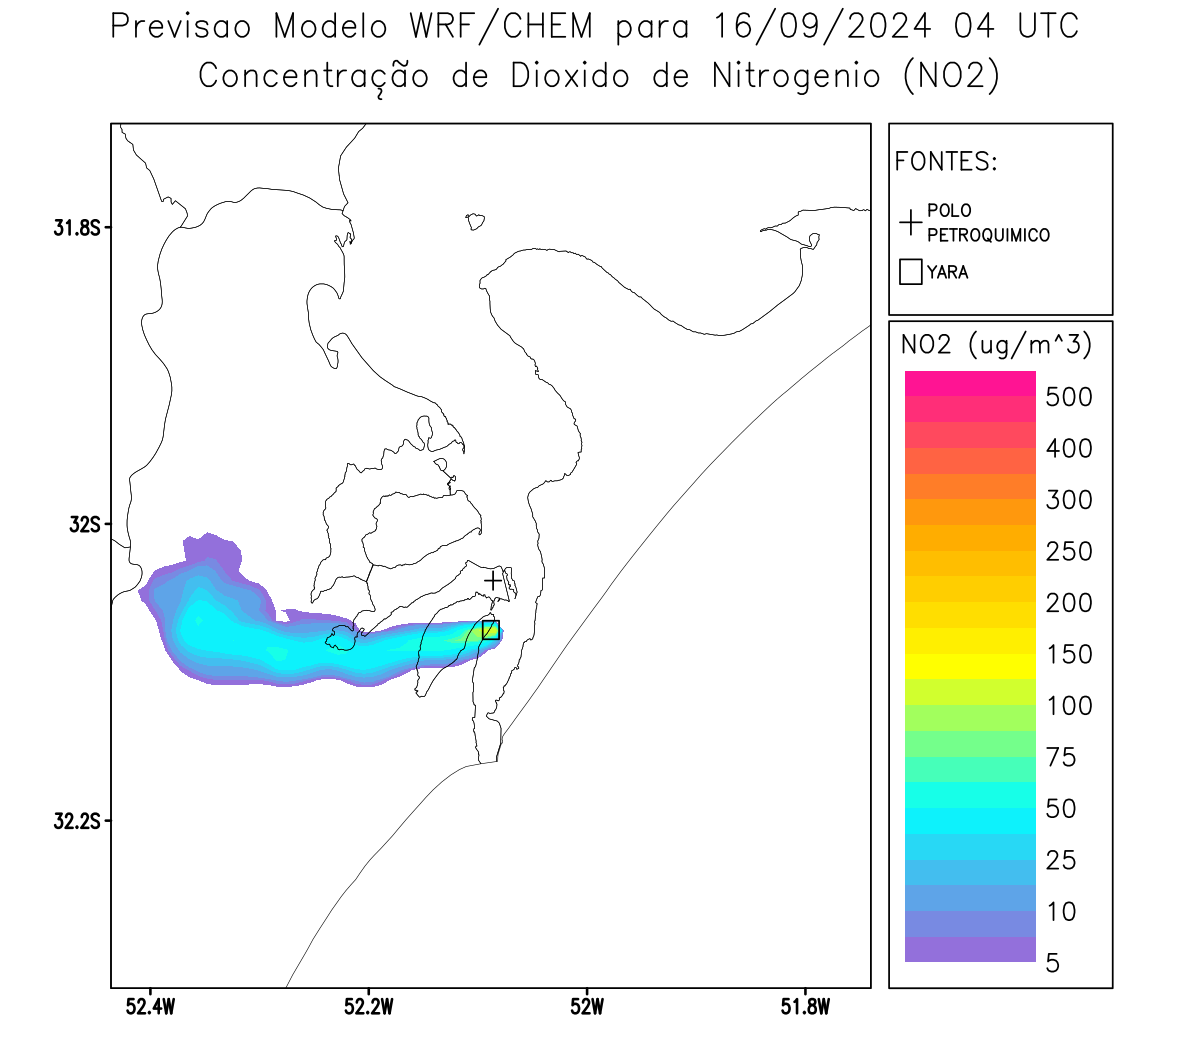 Previsao Modelo WRF/CHEM para 16/09/2024 04 UTC
Concentração de Dioxido de Nitrogenio (NO2)
FONTES:
POLO
PETROQUIMICO
YARA
31.8S
32S
32.2S
52.4W
52.2W
52W
51.8W
NO2 (ug/m^3)
500
400
300
250
200
150
100
75
50
25
10
5